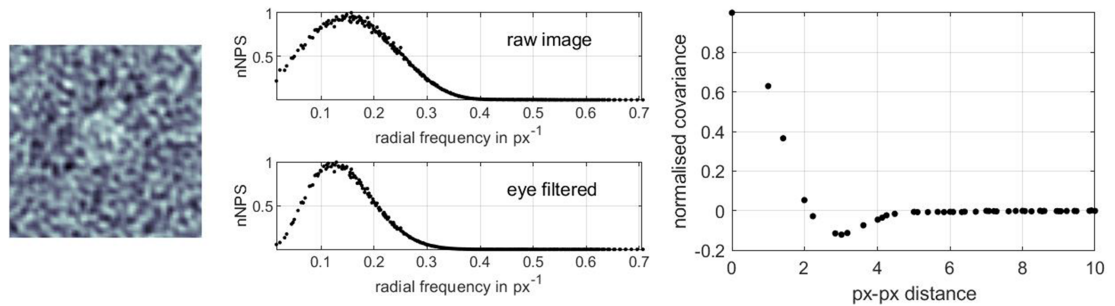 nNPS
1
0.5
raw image
0.1 0.2 0.3 0.4 0.5 0.6 0.7
radial frequency in px⁻¹
nNPS
1
0.5
eye filtered
0.1 0.2 0.3 0.4 0.5 0.6 0.7
radial frequency in px⁻¹
normalised covariance
0.8
0.6
0.4
0.2
0
-0.2
0 2 4 6 8 10
px-px distance